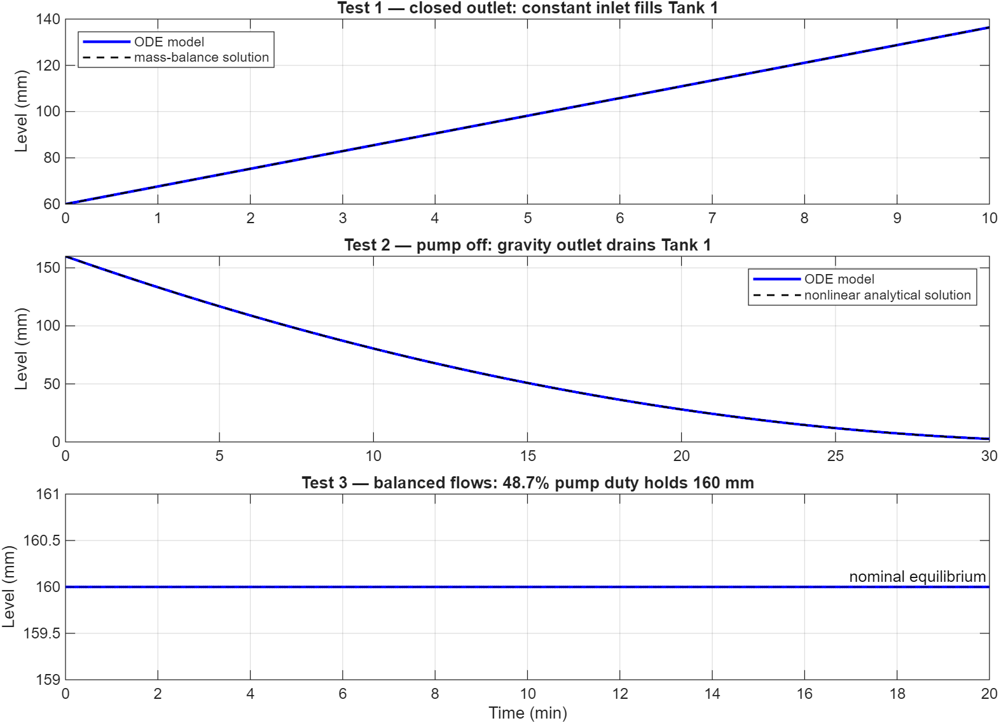 Test 1 — closed outlet: constant inlet fills Tank 1
140
120
100
80
60
Level (mm)
ODE model
mass-balance solution
0 1 2 3 4 5 6 7 8 9 10
Test 2 — pump off: gravity outlet drains Tank 1
150
100
50
0
Level (mm)
ODE model
nonlinear analytical solution
0 5 10 15 20 25 30
Test 3 — balanced flows: 48.7% pump duty holds 160 mm
161
160.5
160
159.5
159
Level (mm)
nominal equilibrium
0 2 4 6 8 10 12 14 16 18 20
Time (min)